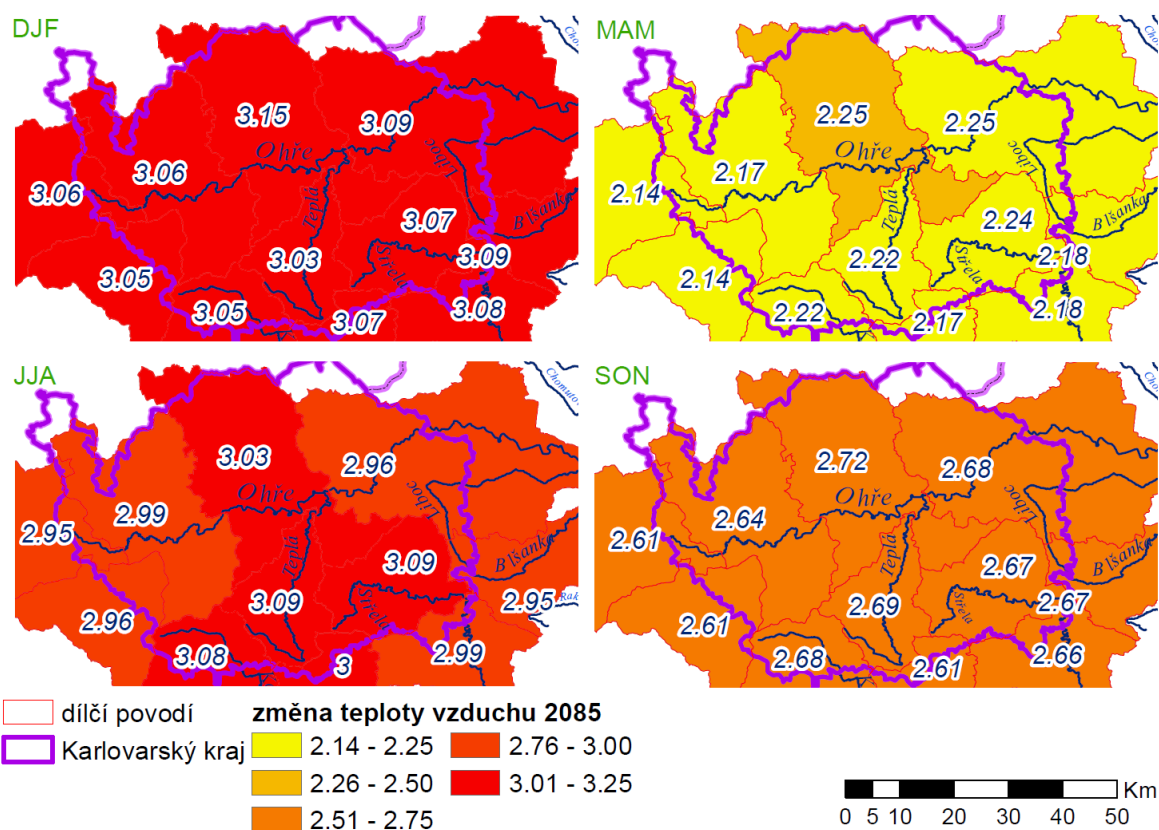 DJF
Chomu
3.15
3.09
Ohře
Liboc
3.06
3.06
Teplá
3.07
Blšanka
3.09
3.03
3.05
Střela
3.05
3.07
3.08
MAM
Chomu
2.25
2.25
Ohře
Liboc
2.17
2.14
Teplá
2.24
Blšanka
2.18
2.22
2.14
Střela
2.22
2.17
2.18
JJA
Chomuto
3.03
2.96
Ohře
Liboc
2.99
2.95
Teplá
3.09
Blšanka
2.95
Rak
3.09
2.96
Střela
3.08
3
2.99
SON
Chomuto
2.72
2.68
Ohře
Liboc
2.64
2.61
Teplá
2.67
Blšanka
2.67
2.69
2.61
Střela
2.68
2.61
2.66
dílčí povodí
Karlovarský kraj
změna teploty vzduchu 2085
2.14 - 2.25
2.26 - 2.50
2.51 - 2.75
2.76 - 3.00
3.01 - 3.25
Km
0 5 10 20 30 40 50